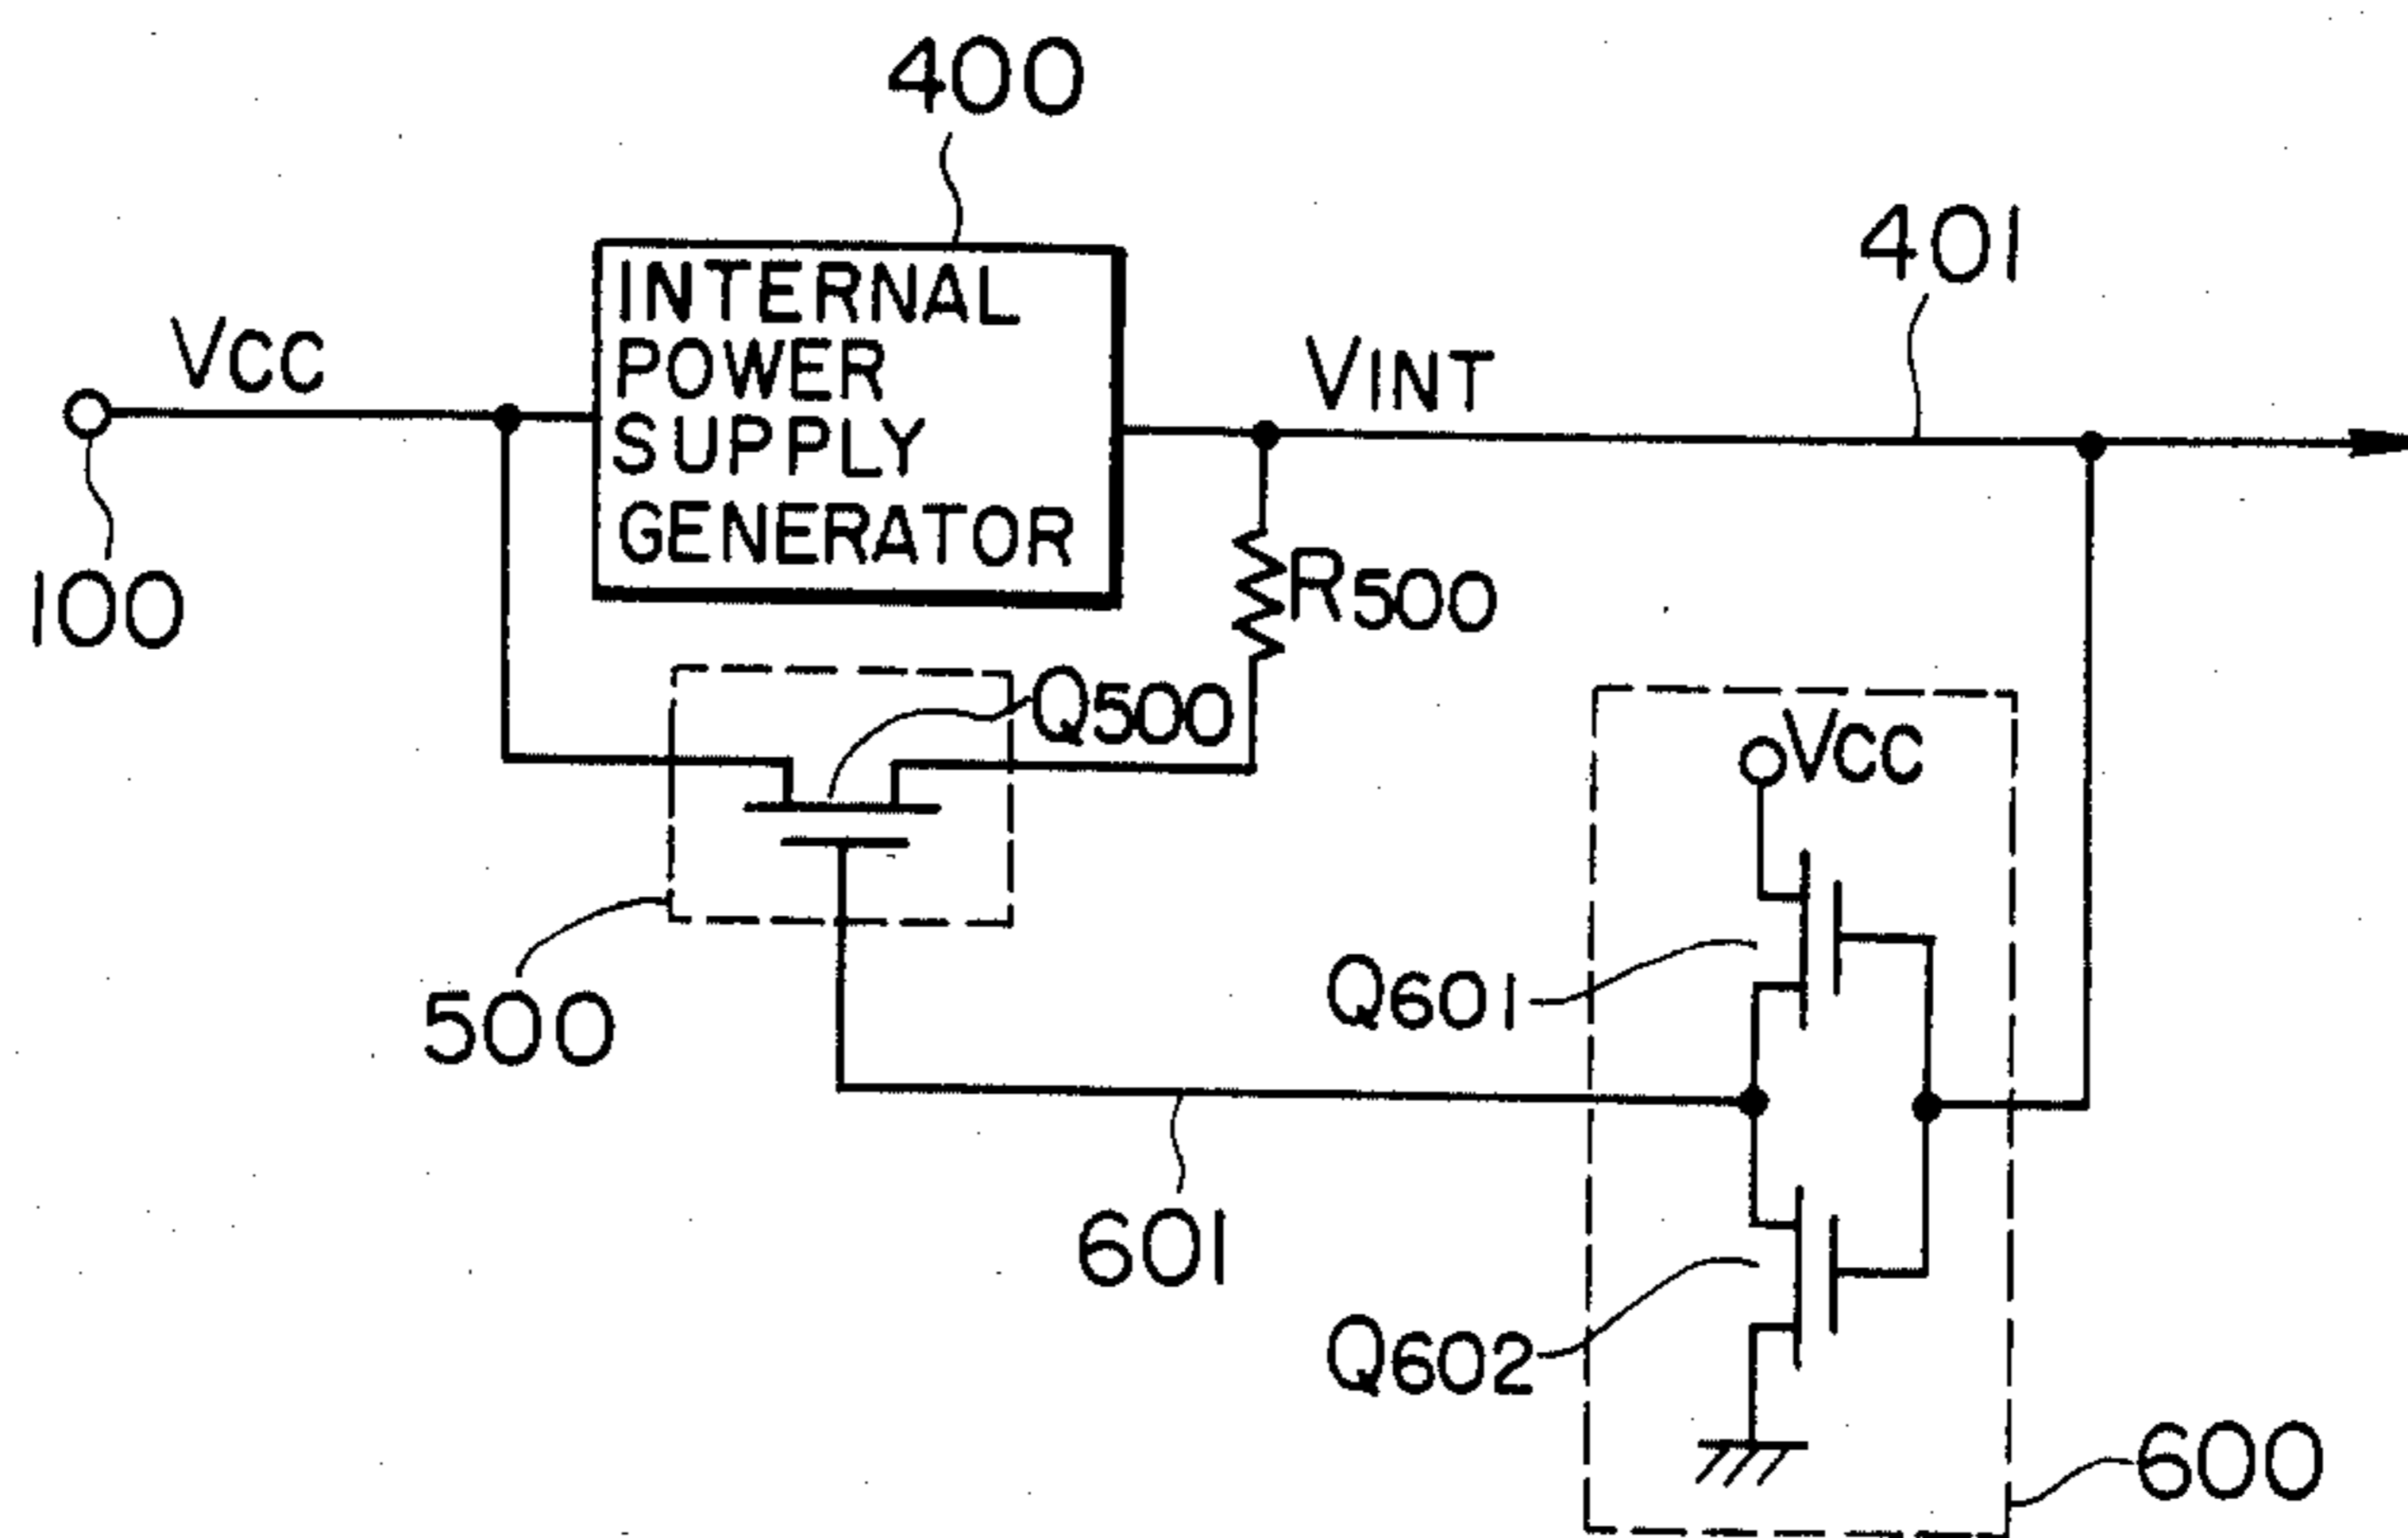 400
401
VCC
INTERNAL
POWER
SUPPLY
GENERATOR
VINT
100
R500
Q500
VCC
500
Q601
601
Q602
600